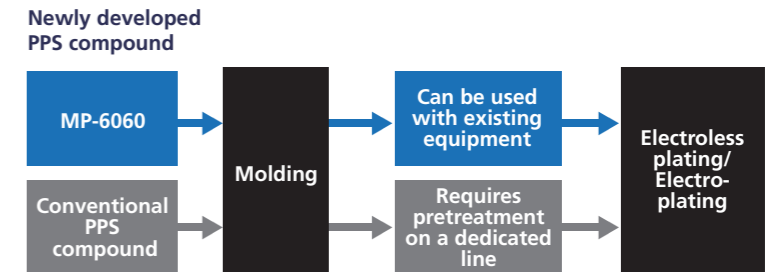 Newly developed
PPS compound
MP-6060
Molding
Can be used
with existing
equipment
Electroless
plating/
Electro-
plating
Conventional
PPS
compound
Requires
pretreatment
on a dedicated
line